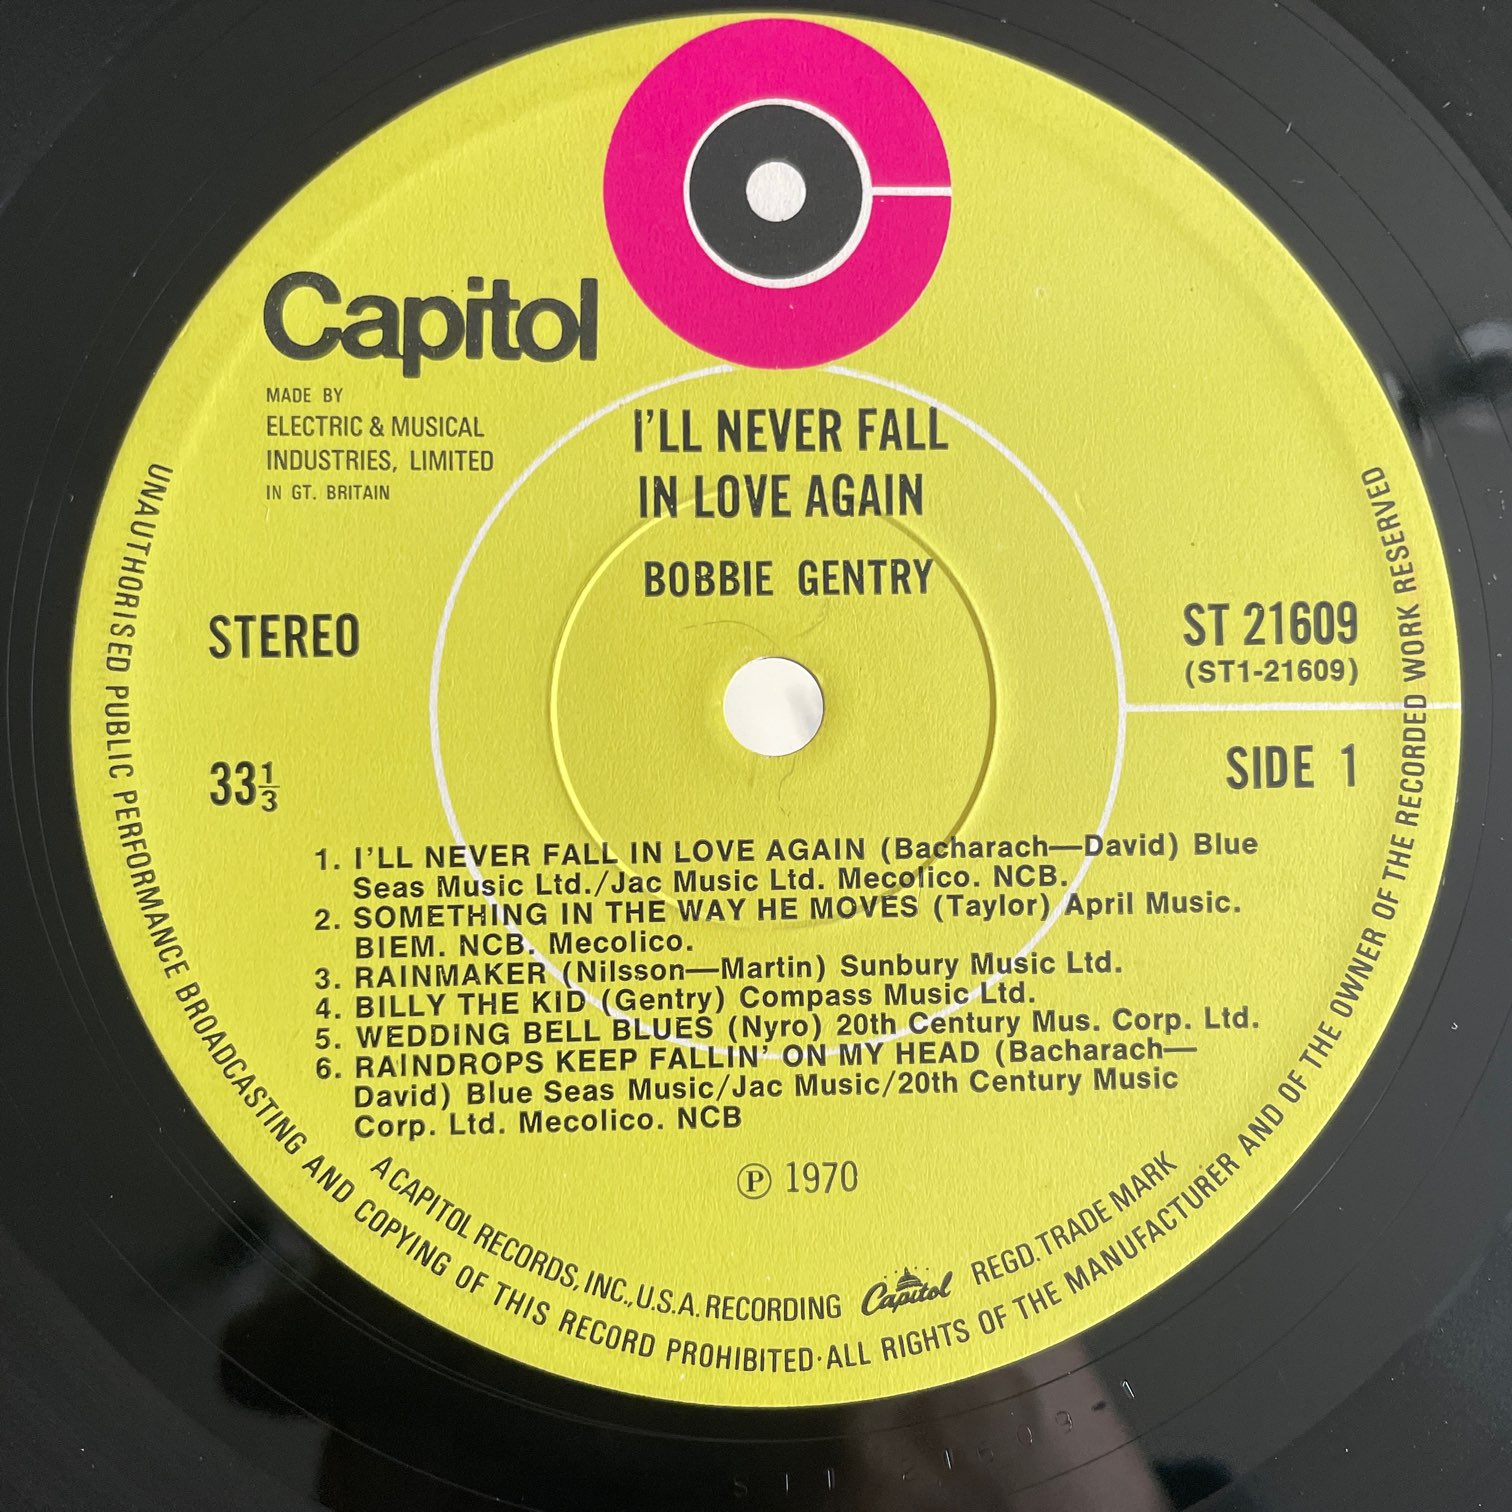 Capitol
MADE BY
ELECTRIC & MUSICAL
INDUSTRIES, LIMITED
IN GT. BRITAIN
I'LL NEVER FALL
IN LOVE AGAIN
BOBBIE GENTRY
STEREO
ST 21609
(ST1-21609)
33⅓
SIDE 1
1. I'LL NEVER FALL IN LOVE AGAIN (Bacharach—David) Blue
Seas Music Ltd./Jac Music Ltd. Mecolico. NCB.
2. SOMETHING IN THE WAY HE MOVES (Taylor) April Music.
BIEM. NCB. Mecolico.
3. RAINMAKER (Nilsson—Martin) Sunbury Music Ltd.
4. BILLY THE KID (Gentry) Compass Music Ltd.
5. WEDDING BELL BLUES (Nyro) 20th Century Mus. Corp. Ltd.
6. RAINDROPS KEEP FALLIN' ON MY HEAD (Bacharach—
David) Blue Seas Music/Jac Music/20th Century Music
Corp. Ltd. Mecolico. NCB
℗ 1970
A CAPITOL RECORDS, INC., U.S.A. RECORDING Capitol REGD. TRADE MARK
UNAUTHORISED PUBLIC PERFORMANCE BROADCASTING AND COPYING OF THIS RECORD PROHIBITED·ALL RIGHTS OF THE MANUFACTURER AND OF THE OWNER OF THE RECORDED WORK RESERVED